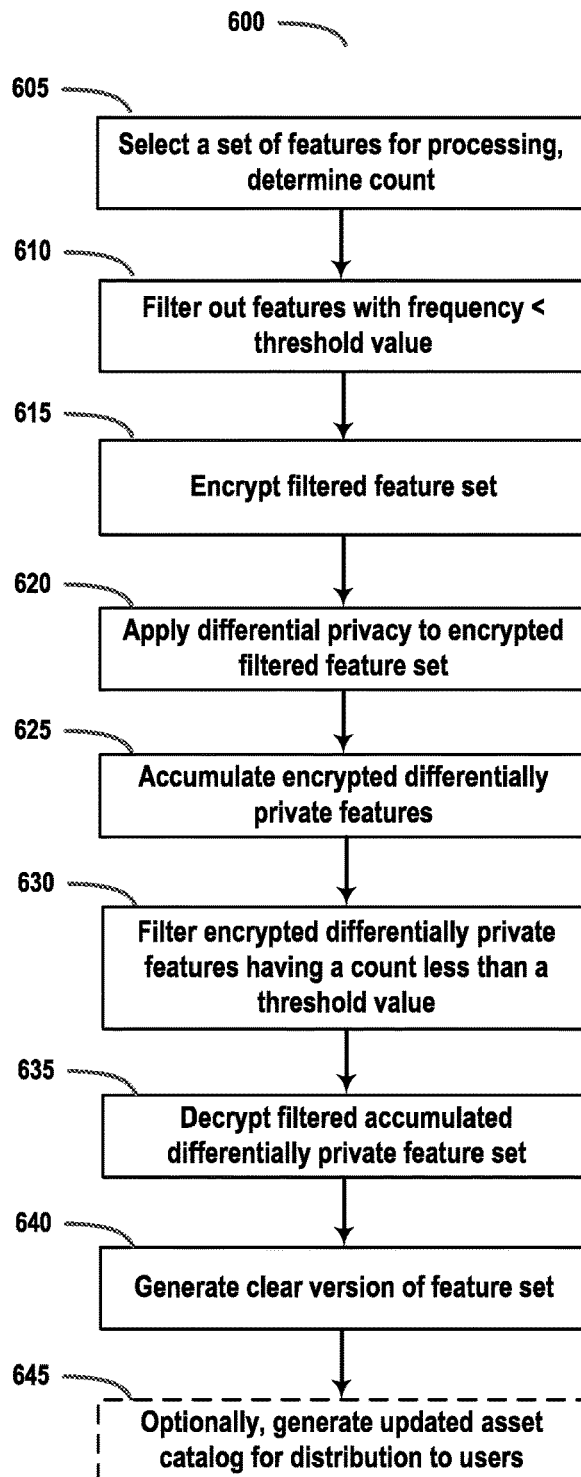 600
605
Select a set of features for processing,
determine count
610
Filter out features with frequency <
threshold value
615
Encrypt filtered feature set
620
Apply differential privacy to encrypted
filtered feature set
625
Accumulate encrypted differentially
private features
630
Filter encrypted differentially private
features having a count less than a
threshold value
635
Decrypt filtered accumulated
differentially private feature set
640
Generate clear version of feature set
645
Optionally, generate updated asset
catalog for distribution to users